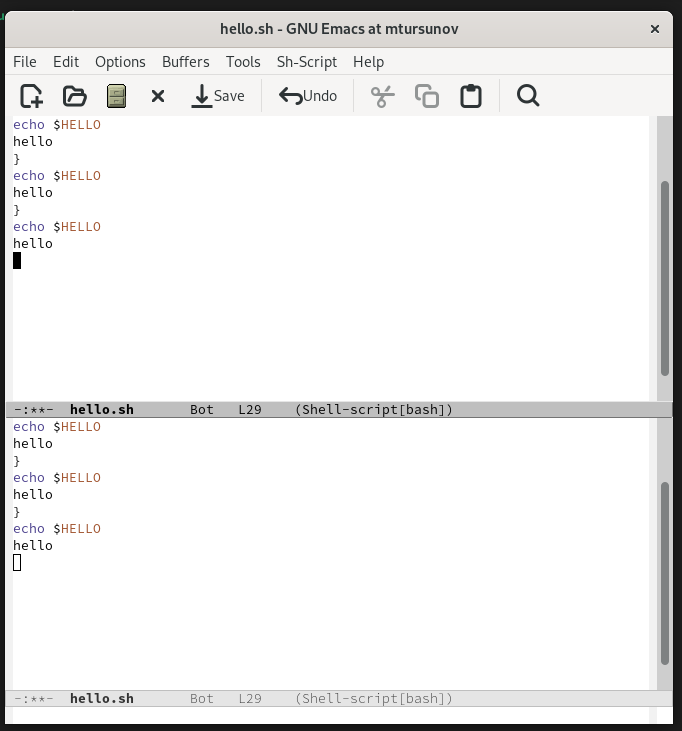 hello.sh - GNU Emacs at mtursunov
File Edit Options Buffers Tools Sh-Script Help
Save Undo
echo $HELLO
hello
}
echo $HELLO
hello
}
echo $HELLO
hello
-:**- hello.sh Bot L29 (Shell-script[bash])
echo $HELLO
hello
}
echo $HELLO
hello
}
echo $HELLO
hello
-:**- hello.sh Bot L29 (Shell-script[bash])